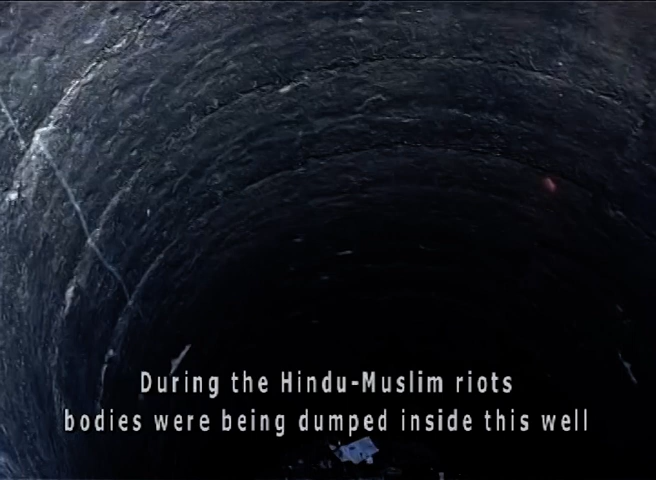 During the Hindu-Muslim riots
bodies were being dumped inside this well